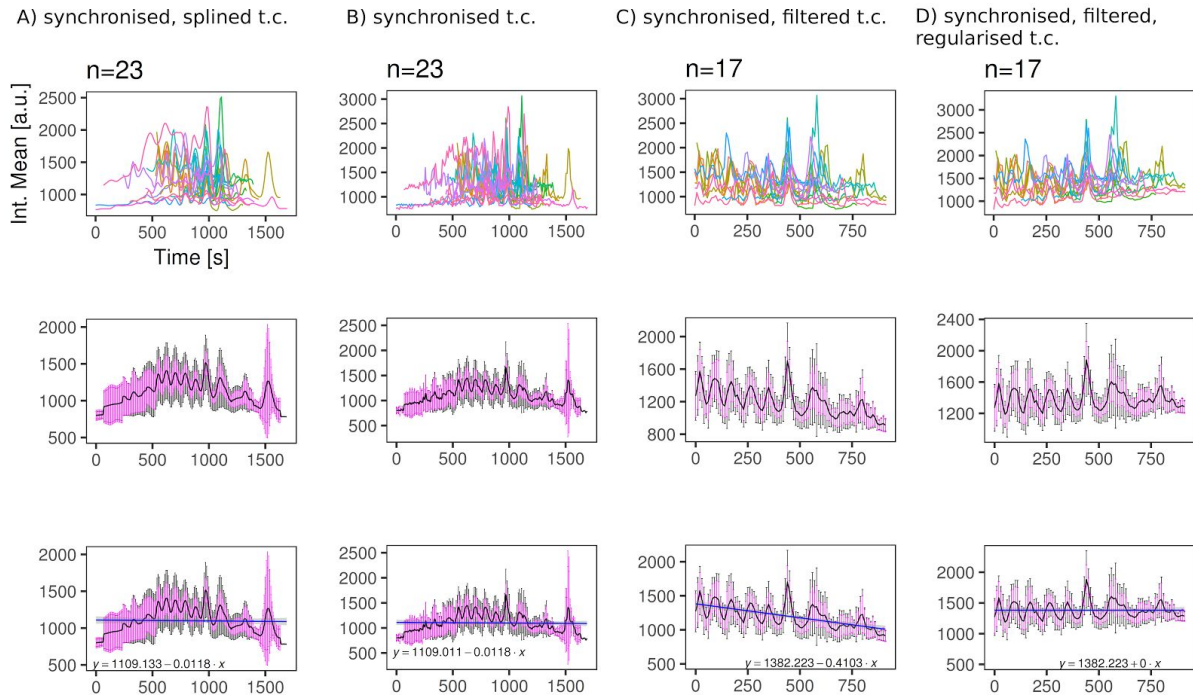 A) synchronised, splined t.c.
B) synchronised t.c.
C) synchronised, filtered t.c.
D) synchronised, filtered,
regularised t.c.
n=23
n=23
n=17
n=17
Int. Mean [a.u.]
2500
2000
1500
1000
0 500 1000 1500
Time [s]
3000
2500
2000
1500
1000
0 500 1000 1500
3000
2500
2000
1500
1000
0 250 500 750
3000
2500
2000
1500
1000
0 250 500 750
2000
1500
1000
500
0 500 1000 1500
2500
2000
1500
1000
500
0 500 1000 1500
2000
1600
1200
800
0 250 500 750
2400
2000
1600
1200
0 250 500 750
2000
1500
1000
500
y = 1109.133−0.0118 · x
0 500 1000 1500
2500
2000
1500
1000
500
y = 1109.011−0.0118 · x
0 500 1000 1500
2000
1500
1000
500
y = 1382.223−0.4103 · x
0 250 500 750
2000
1500
1000
500
y = 1382.223+0 · x
0 250 500 750